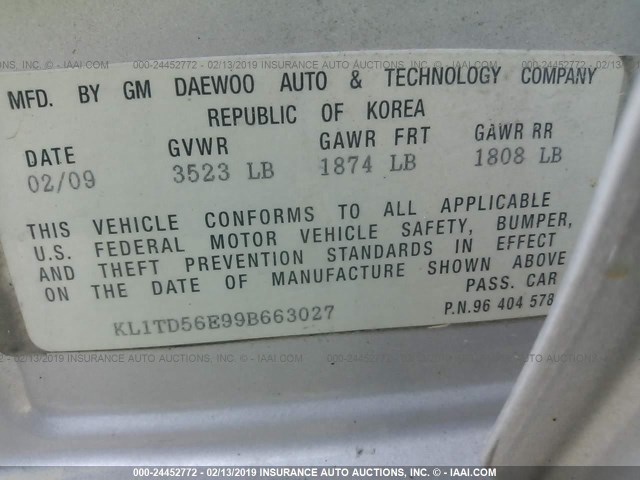 MFD. BY GM DAEWOO AUTO & TECHNOLOGY COMPANY
REPUBLIC OF KOREA
DATE GVWR GAWR FRT GAWR RR
02/09 3523 LB 1874 LB 1808 LB
THIS VEHICLE CONFORMS TO ALL APPLICABLE
U.S. FEDERAL MOTOR VEHICLE SAFETY, BUMPER,
AND THEFT PREVENTION STANDARDS IN EFFECT
ON THE DATE OF MANUFACTURE SHOWN ABOVE
PASS. CAR
KL1TD56E99B663027
P.N.96 404 578
000-24452772 - 02/13/2019 INSURANCE AUTO AUCTIONS, INC. - © IAAI.COM